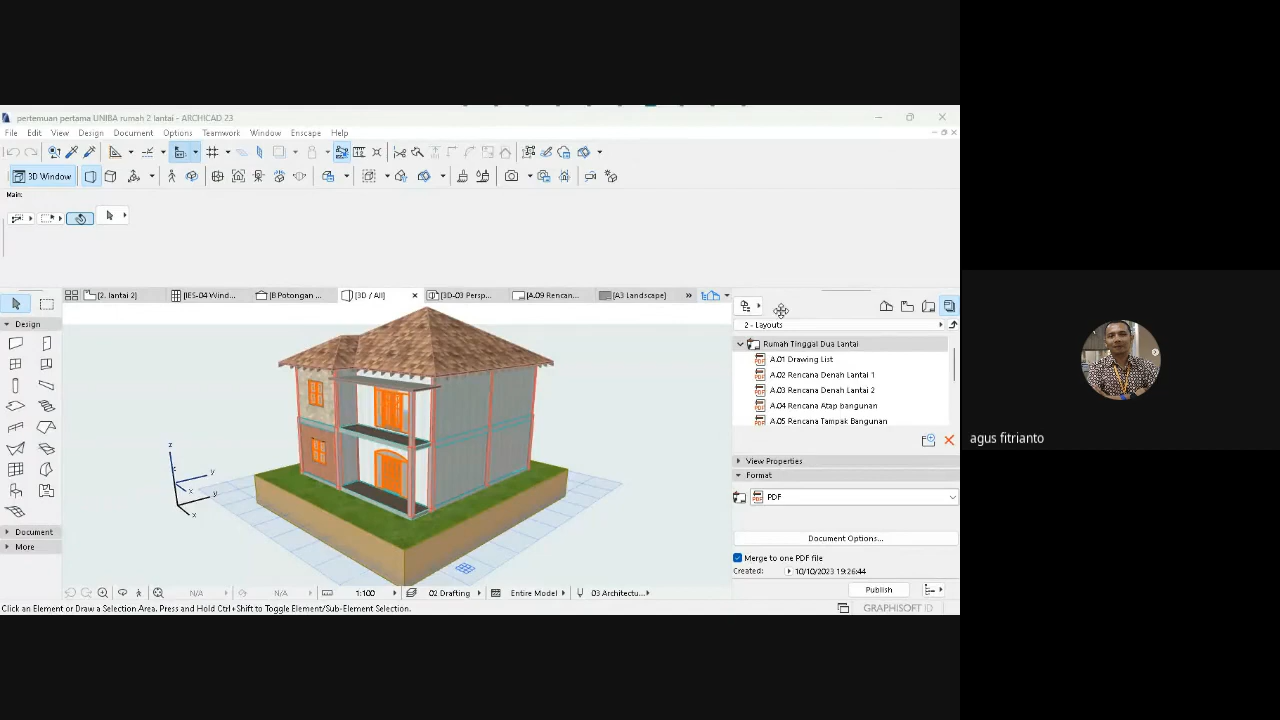 pertemuan pertama UNIBA rumah 2 lantai - ARCHICAD 23
File Edit View Design Document Options Teamwork Window Enscape Help
3D Window
Main:
[2. lantai 2] [IES-04 Wind... [B Potongan ... [3D / All] [3D-03 Persp... [A.09 Rencan... [A3 Landscape]
2 - Layouts
Design
Rumah Tinggal Dua Lantai
A.01 Drawing List
A.02 Rencana Denah Lantai 1
A.03 Rencana Denah Lantai 2
A.04 Rencana Atap bangunan
A.05 Rencana Tampak Bangunan
agus fitrianto
z
y
x
y
x
View Properties
Format
PDF
Document
Document Options...
More
Merge to one PDF file
Created: 10/10/2023 19:26:44
N/A N/A 1:100 02 Drafting Entire Model 03 Architectu...
Publish
Click an Element or Draw a Selection Area. Press and Hold Ctrl+Shift to Toggle Element/Sub-Element Selection.
GRAPHISOFT ID